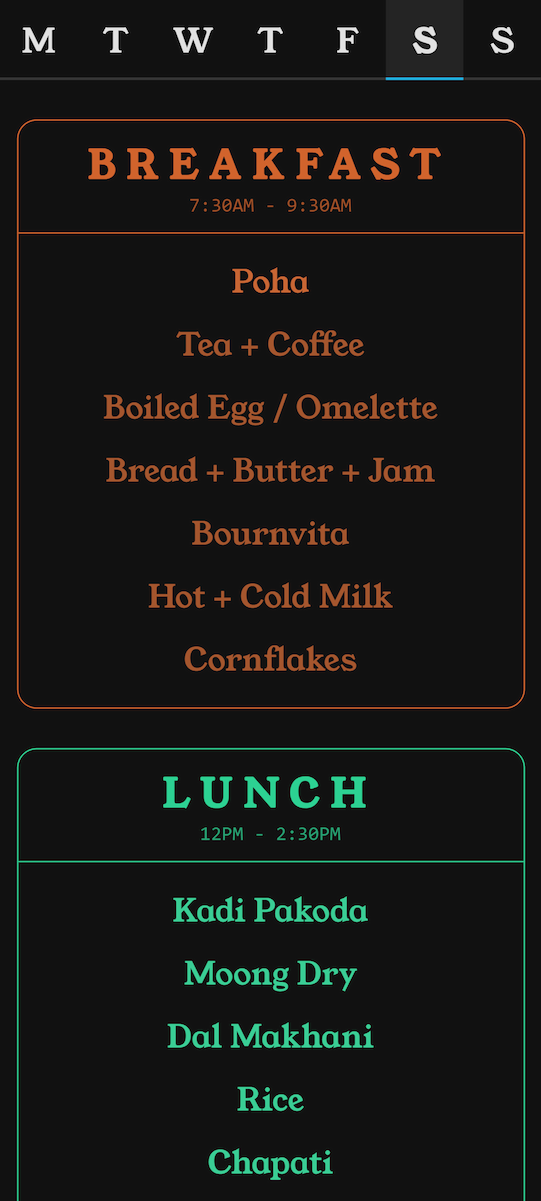 M T W T F S S
BREAKFAST
7:30AM - 9:30AM
Poha
Tea + Coffee
Boiled Egg / Omelette
Bread + Butter + Jam
Bournvita
Hot + Cold Milk
Cornflakes
LUNCH
12PM - 2:30PM
Kadi Pakoda
Moong Dry
Dal Makhani
Rice
Chapati